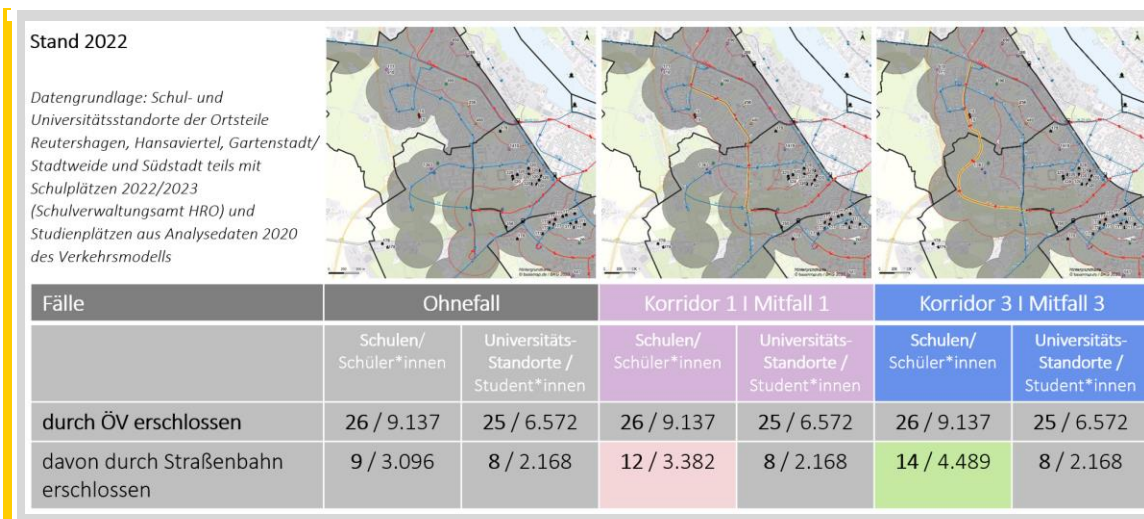 Stand 2022
Datengrundlage: Schul- und
Universitätsstandorte der Ortsteile
Reutershagen, Hansaviertel, Gartenstadt/
Stadtweide und Südstadt teils mit
Schulplätzen 2022/2023
(Schulverwaltungsamt HRO) und
Studienplätzen aus Analysedaten 2020
des Verkehrsmodells
Fälle Ohnefall Korridor 1 I Mitfall 1 Korridor 3 I Mitfall 3
Schulen/ Universitäts- Schulen/ Universitäts- Schulen/ Universitäts-
Schüler*innen Standorte / Schüler*innen Standorte / Schüler*innen Standorte /
Student*innen Student*innen Student*innen
durch ÖV erschlossen 26 / 9.137 25 / 6.572 26 / 9.137 25 / 6.572 26 / 9.137 25 / 6.572
davon durch Straßenbahn 9 / 3.096 8 / 2.168 12 / 3.382 8 / 2.168 14 / 4.489 8 / 2.168
erschlossen